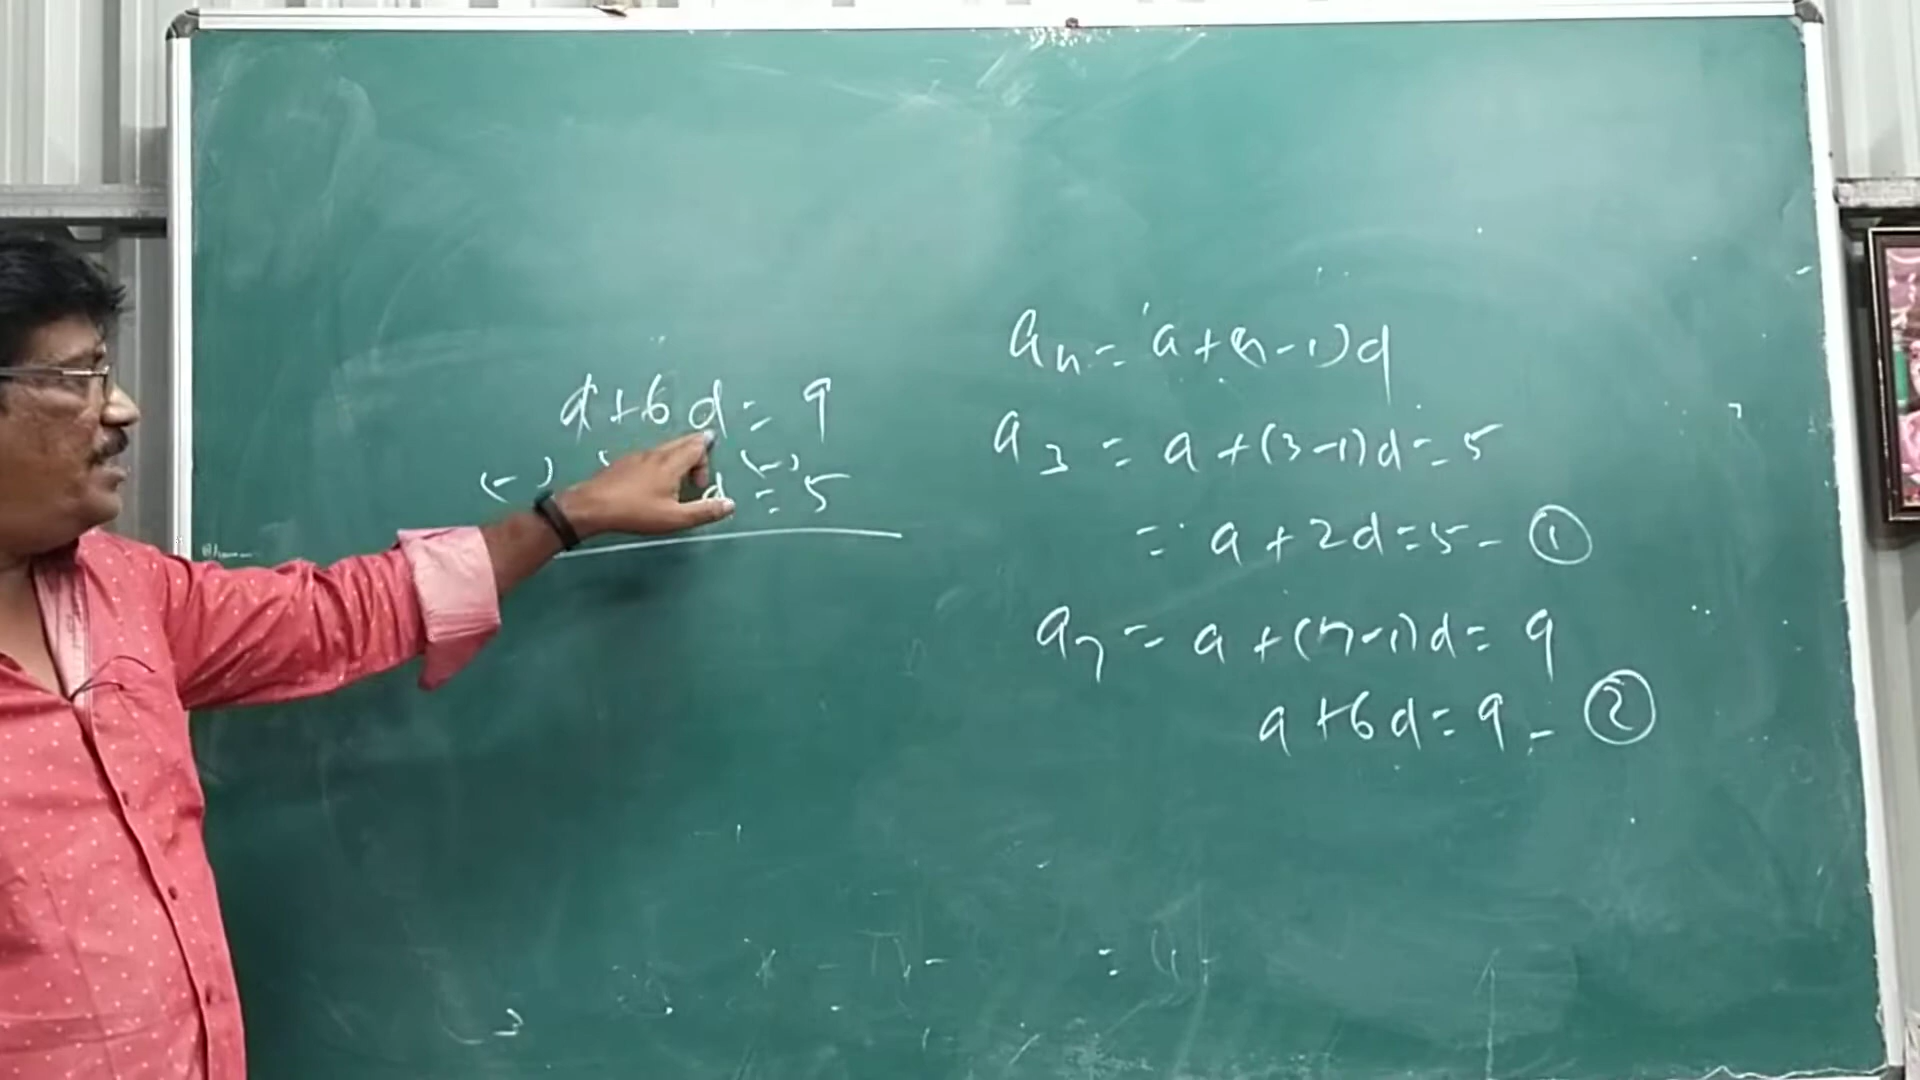 a+6d=9
(-) (-)
d=5
aₙ=a+(n-1)d
a₃=a+(3-1)d=5
=a+2d=5-①
a₇=a+(7-1)d=9
a+6d=9-②